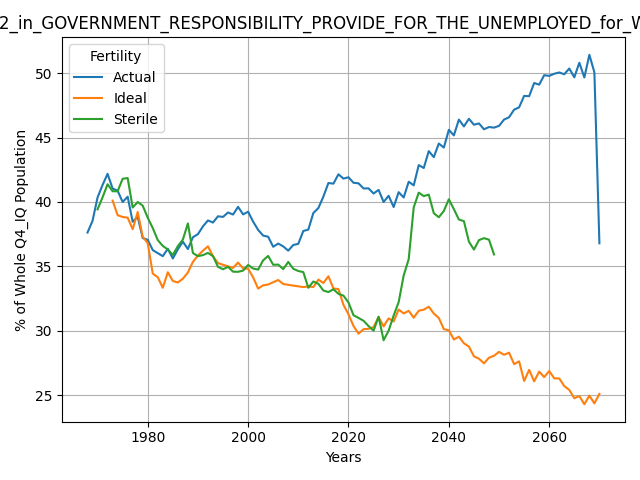 2_in_GOVERNMENT_RESPONSIBILITY_PROVIDE_FOR_THE_UNEMPLOYED_for_W
Fertility
Actual
Ideal
Sterile
% of Whole Q4_IQ Population
50
45
40
35
30
25
1980
2000
2020
2040
2060
Years